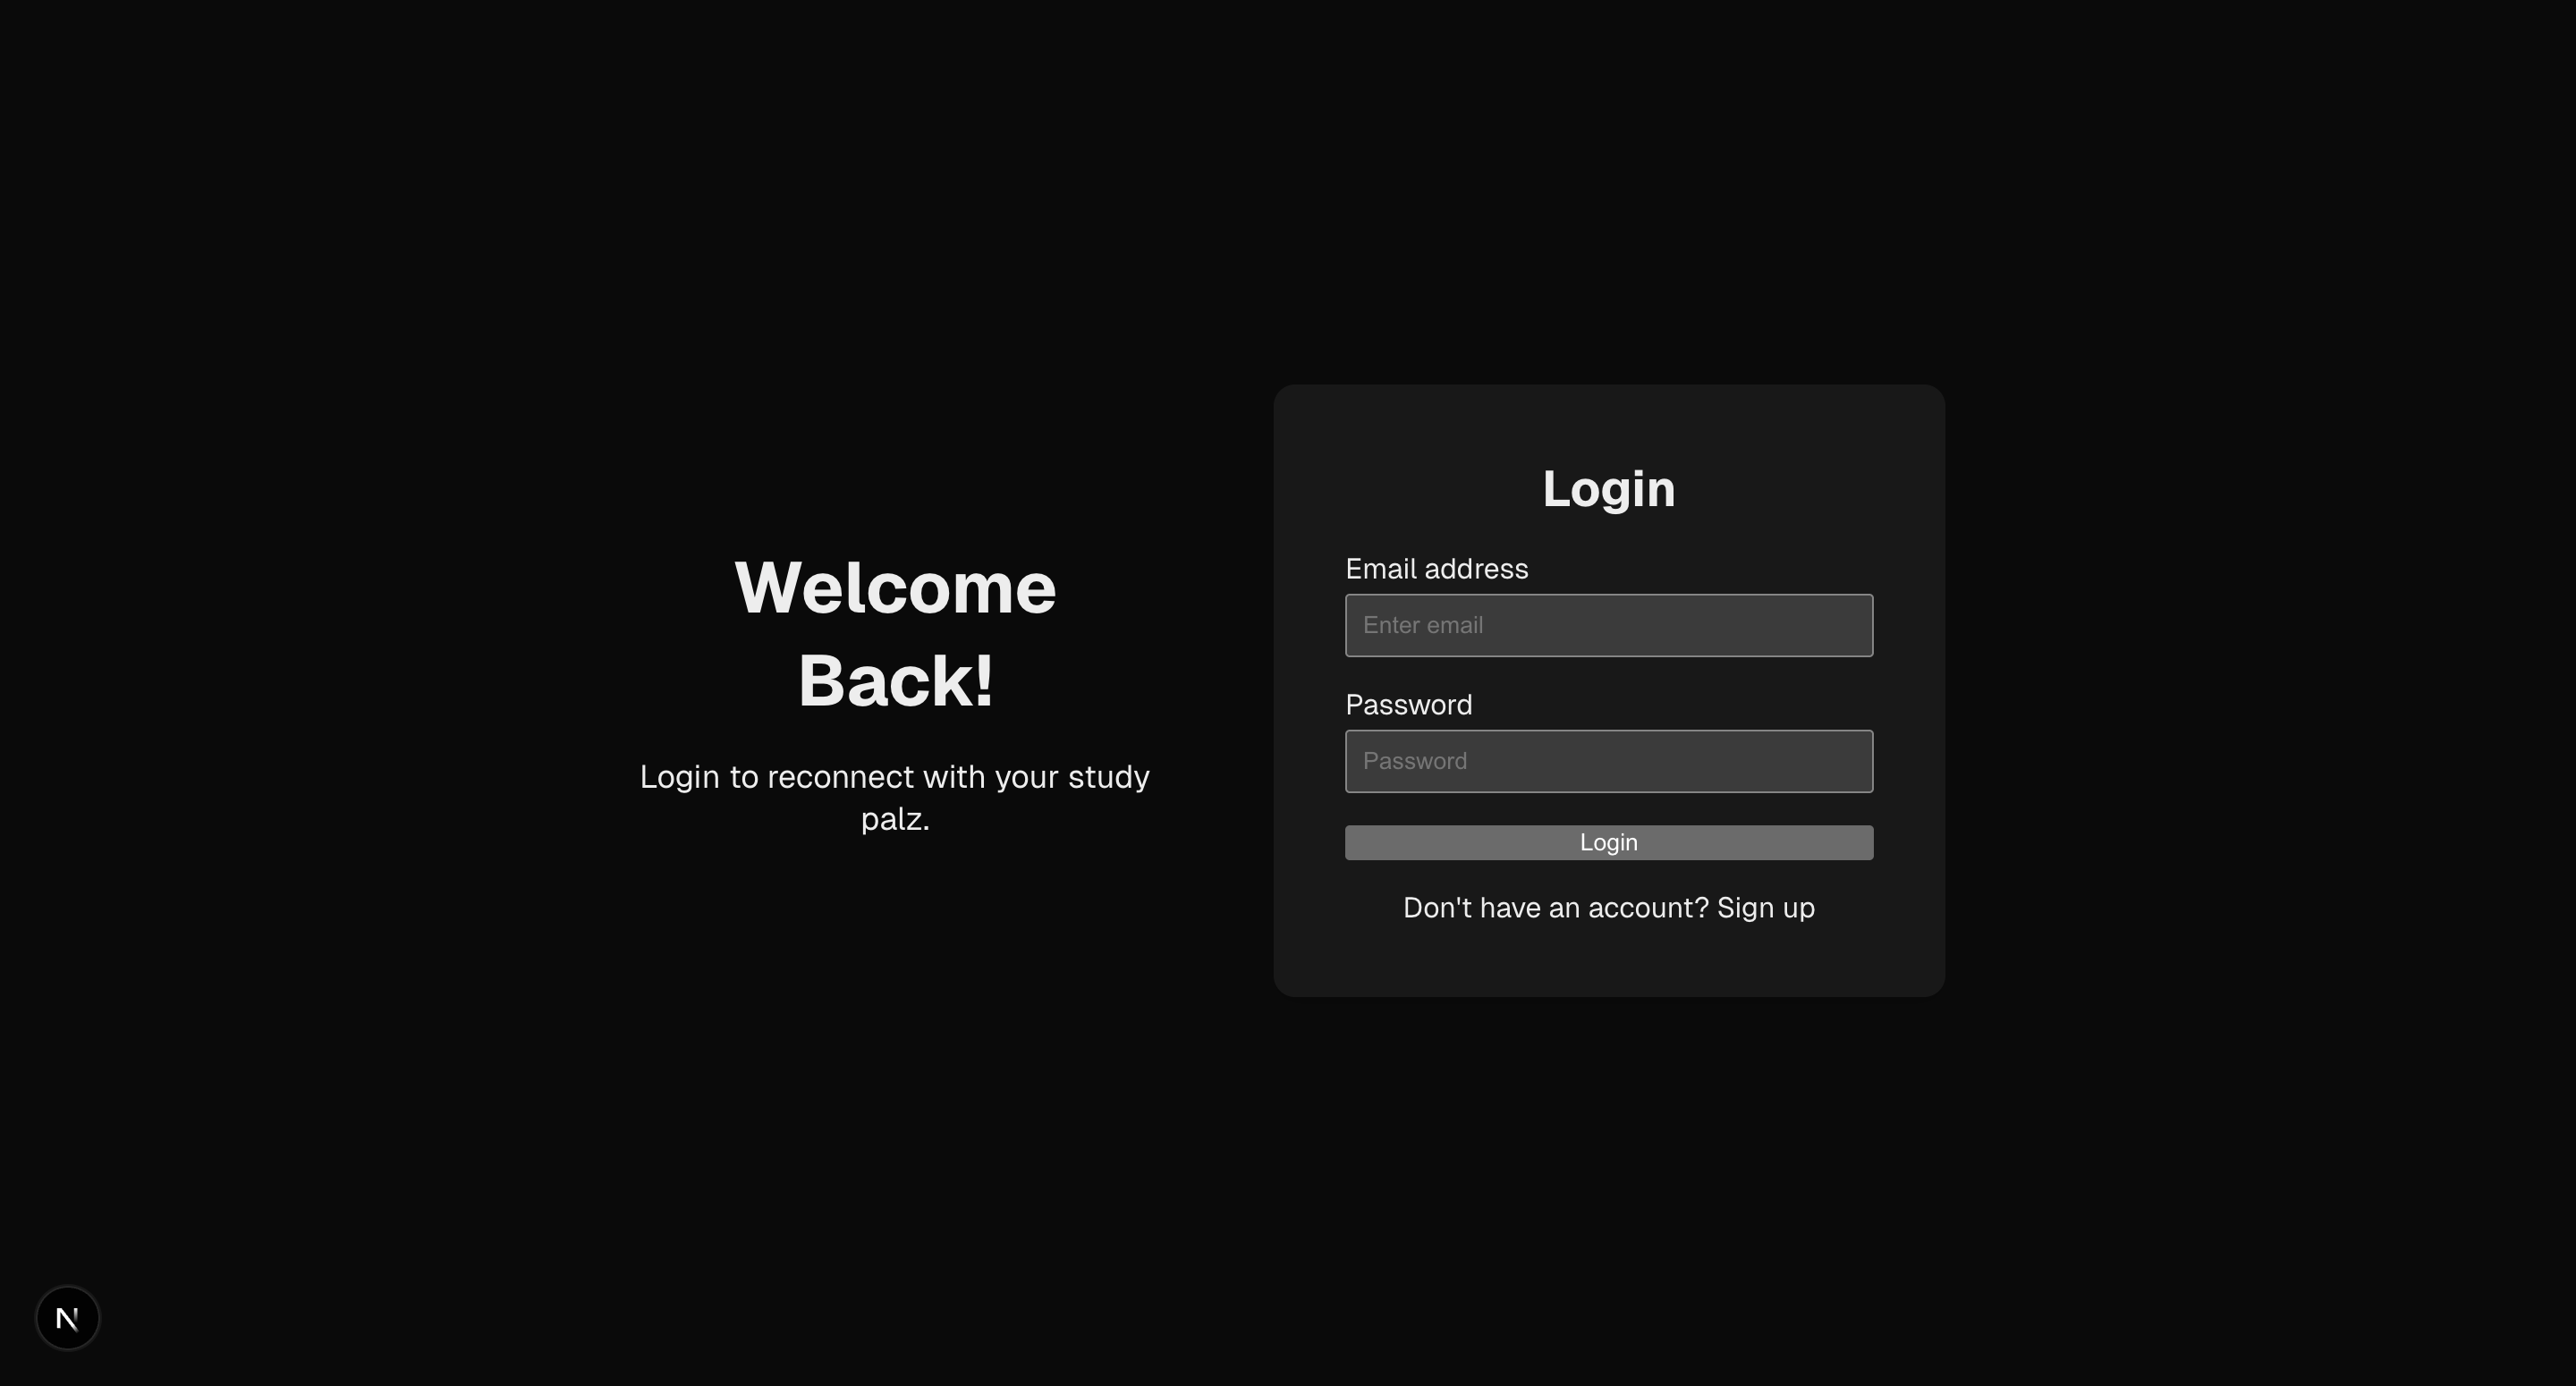 Welcome
Back!
Login to reconnect with your study
palz.
Login
Email address
Enter email
Password
Password
Login
Don't have an account? Sign up
N